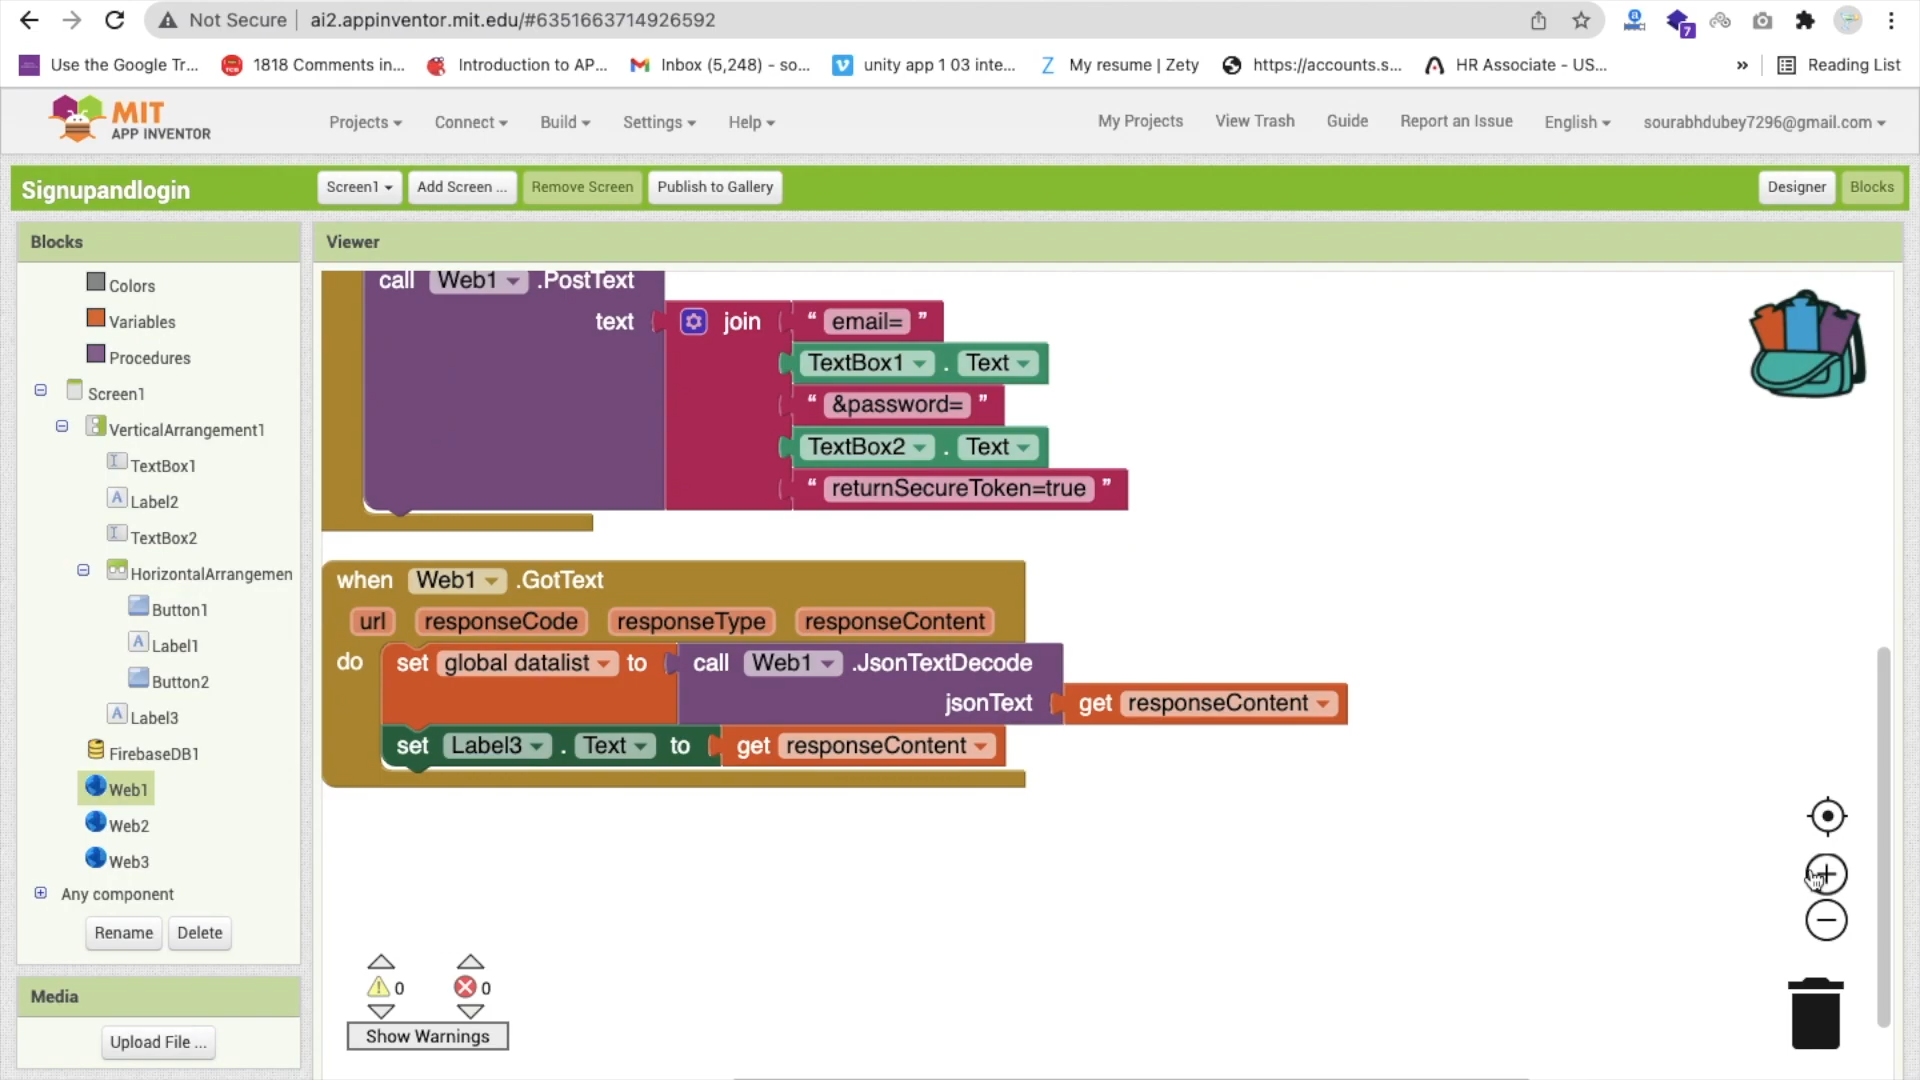 Not Secure
ai2.appinventor.mit.edu/#6351663714926592
7
Use the Google Tr...
1818 Comments in...
Introduction to AP...
Inbox (5,248) - so...
unity app 1 03 inte...
My resume | Zety
https://accounts.s...
HR Associate - US...
»
Reading List
MIT
APP INVENTOR
Projects
Connect
Build
Settings
Help
My Projects
View Trash
Guide
Report an Issue
English
sourabhdubey7296@gmail.com
Signupandlogin
Screen1
Add Screen ...
Remove Screen
Publish to Gallery
Designer
Blocks
Blocks
Colors
Variables
Procedures
Screen1
VerticalArrangement1
TextBox1
Label2
TextBox2
HorizontalArrangemen
Button1
Label1
Button2
Label3
FirebaseDB1
Web1
Web2
Web3
Any component
Rename
Delete
Media
Upload File ...
Viewer
call Web1 .PostText
text join " email= "
TextBox1 . Text
" &password= "
TextBox2 . Text
" returnSecureToken=true "
when Web1 .GotText
url responseCode responseType responseContent
do set global datalist to call Web1 .JsonTextDecode
jsonText get responseContent
set Label3 . Text to get responseContent
0 0
Show Warnings